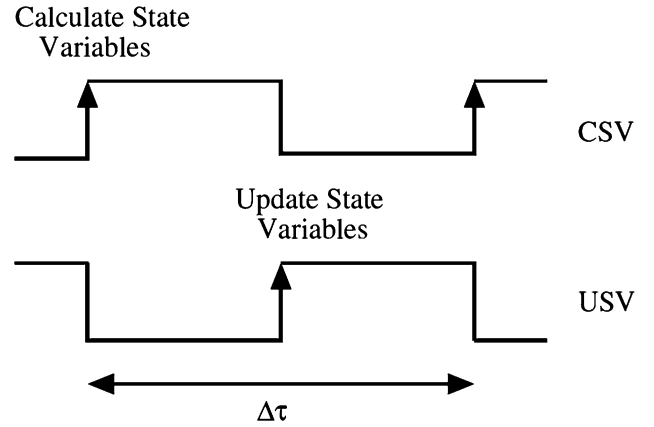 Calculate State
Variables
CSV
Update State
Variables
USV
Δτ